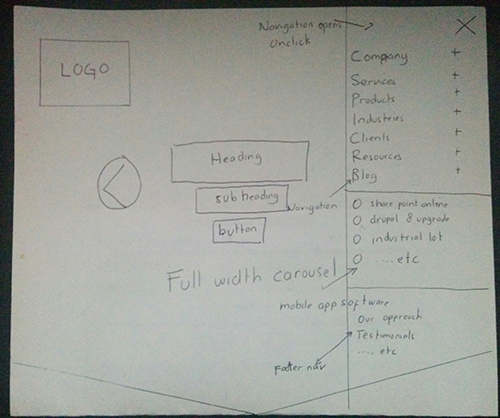 Navigation opens
Onclick
LOGO
Company +
Services +
Products +
Industries +
Clients +
Resources +
Blog +
Heading
sub heading
Navigation
button
share point online
drupal 8 upgrade
industrial Iot
....etc
Full width carousel
mobile app software
Our approach
Testimonials
..... etc
Footer nav